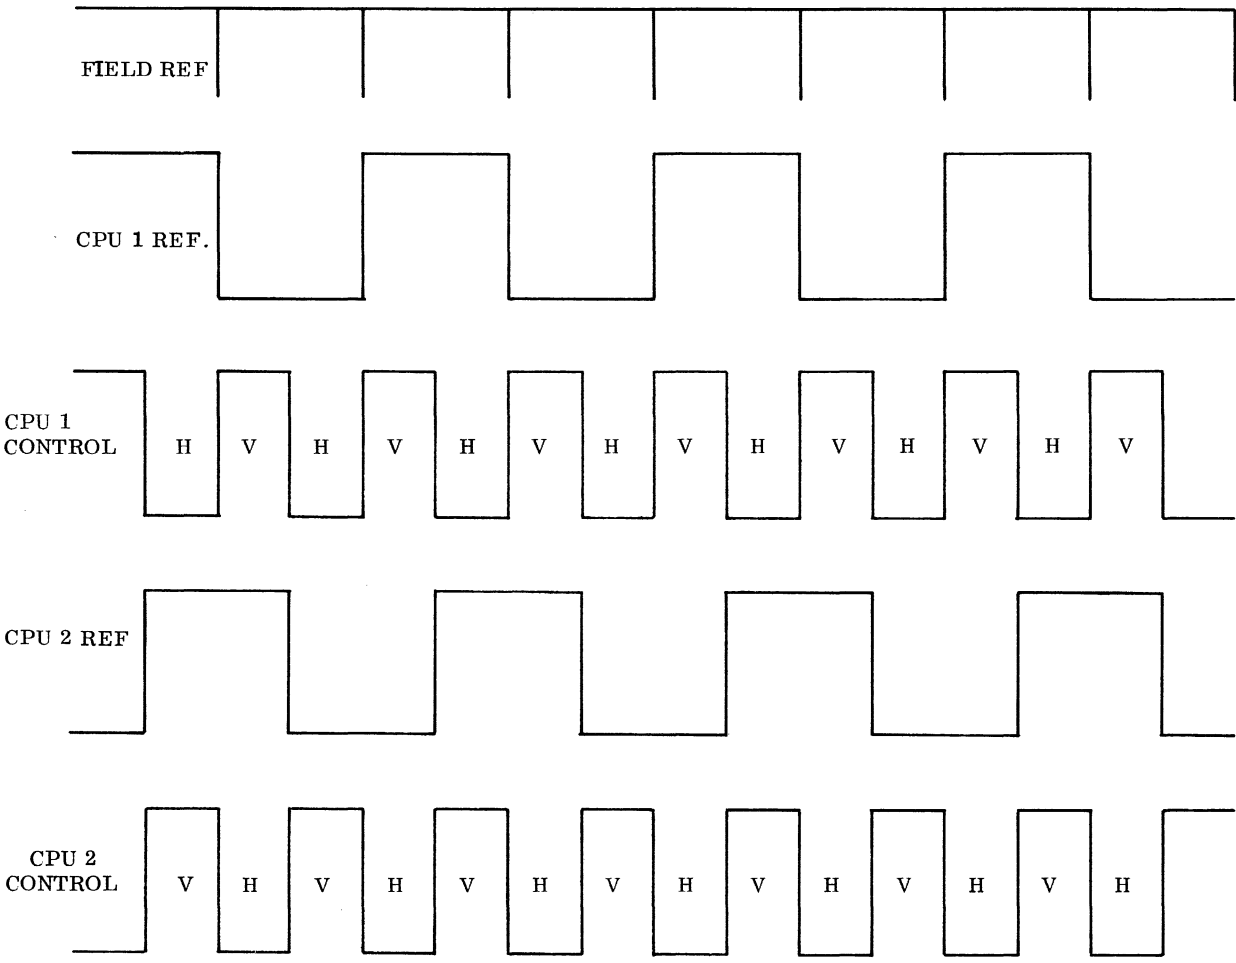 FIELD REF
CPU 1 REF.
CPU 1
CONTROL
H V H V H V H V H V H V H V
CPU 2 REF
CPU 2
CONTROL
V H V H V H V H V H V H V H